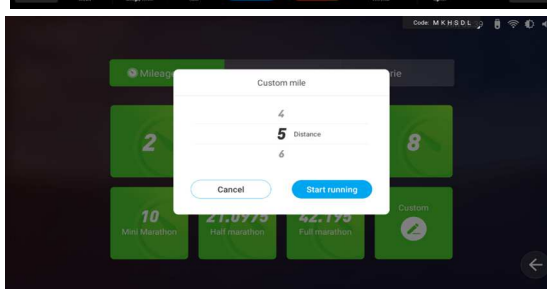 Code: M K H S D L
Mileag
rie
Custom mile
4
5 Distance
6
2
8
Cancel
Start running
10
21.0975
42.195
Custom
Mini Marathon
Half marathon
Full marathon